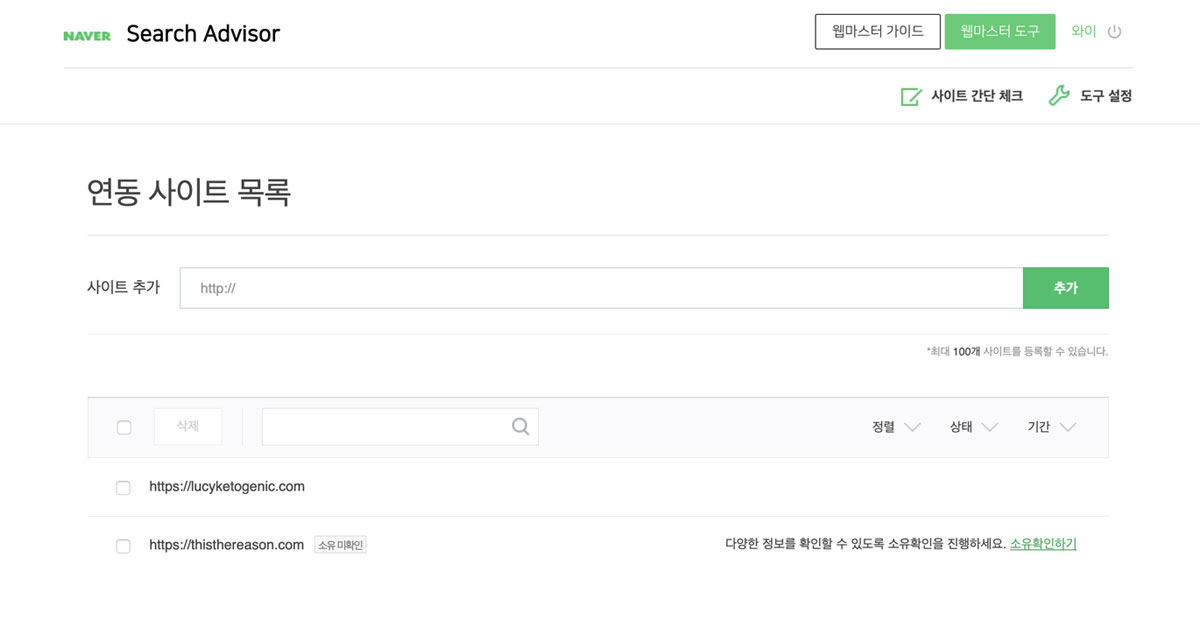 NAVER Search Advisor 웹마스터 가이드 웹마스터 도구 와이
사이트 간단 체크 도구 설정
연동 사이트 목록
사이트 추가 http:// 추가
*최대 100개 사이트를 등록할 수 있습니다.
삭제 정렬 상태 기간
https://lucyketogenic.com
https://thisthereason.com 소유 미확인 다양한 정보를 확인할 수 있도록 소유확인을 진행하세요. 소유확인하기